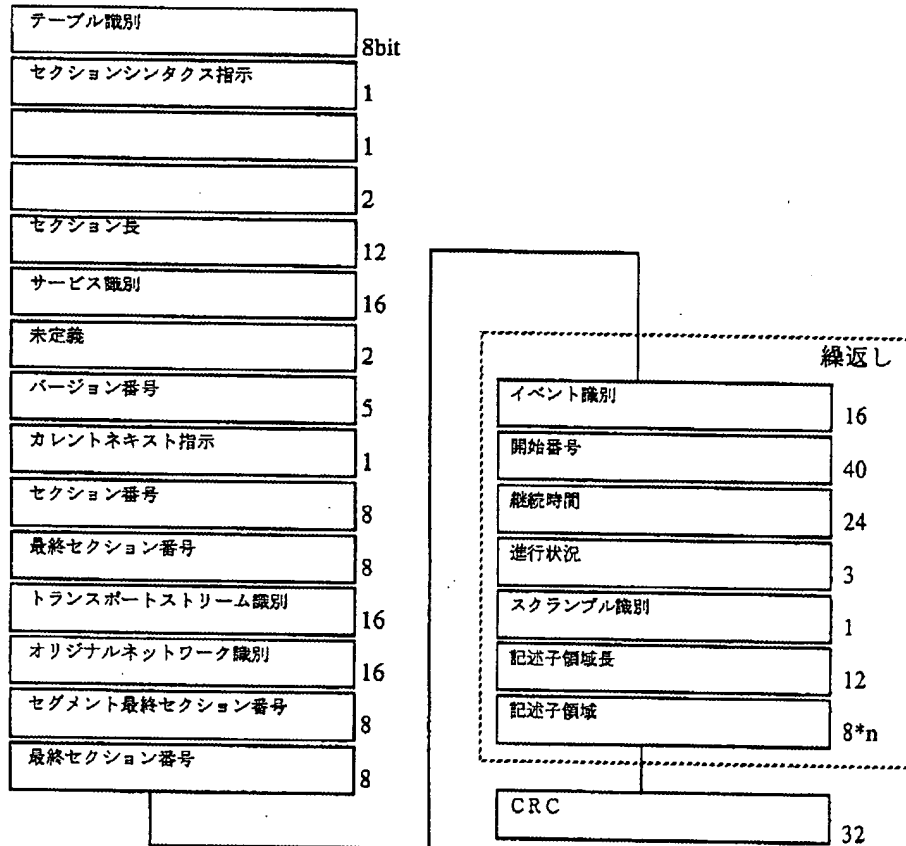 テーブル識別
8bit
セクションシンタクス指示
1
1
2
セクション長
12
サービス識別
16
未定義
2
バージョン番号
5
カレントネキスト指示
1
セクション番号
8
最終セクション番号
8
トランスポートストリーム識別
16
オリジナルネットワーク識別
16
セグメント最終セクション番号
8
最終セクション番号
8
繰返し
イベント識別
16
開始番号
40
継続時間
24
進行状況
3
スクランブル識別
1
記述子領域長
12
記述子領域
8*n
CRC
32